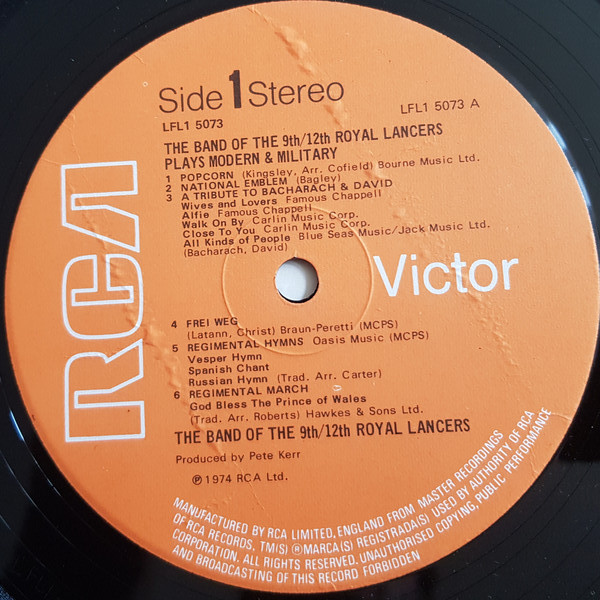 Side 1 Stereo
LFL1 5073
LFL1 5073 A
THE BAND OF THE 9th/12th ROYAL LANCERS
PLAYS MODERN & MILITARY
1 POPCORN (Kingsley, Arr. Cofield) Bourne Music Ltd.
2 NATIONAL EMBLEM (Bagley)
3 A TRIBUTE TO BACHARACH & DAVID
Wives and Lovers Famous Chappell
Alfie Famous Chappell
Walk On By Carlin Music Corp.
Close To You Carlin Music Corp.
All Kinds of People Blue Seas Music/Jack Music Ltd.
(Bacharach, David)
RCA
Victor
4 FREI WEG
(Latann, Christ) Braun-Peretti (MCPS)
5 REGIMENTAL HYMNS Oasis Music (MCPS)
Vesper Hymn
Spanish Chant
Russian Hymn (Trad. Arr. Carter)
6 REGIMENTAL MARCH
God Bless The Prince of Wales
(Trad. Arr. Roberts) Hawkes & Sons Ltd.
THE BAND OF THE 9th/12th ROYAL LANCERS
Produced by Pete Kerr
℗ 1974 RCA Ltd.
MANUFACTURED BY RCA LIMITED, ENGLAND FROM MASTER RECORDINGS
OF RCA RECORDS. TM(S) ® MARCA(S) REGISTRADA(S) USED BY AUTHORITY OF RCA
CORPORATION. ALL RIGHTS RESERVED. UNAUTHORISED COPYING, PUBLIC PERFORMANCE
AND BROADCASTING OF THIS RECORD FORBIDDEN